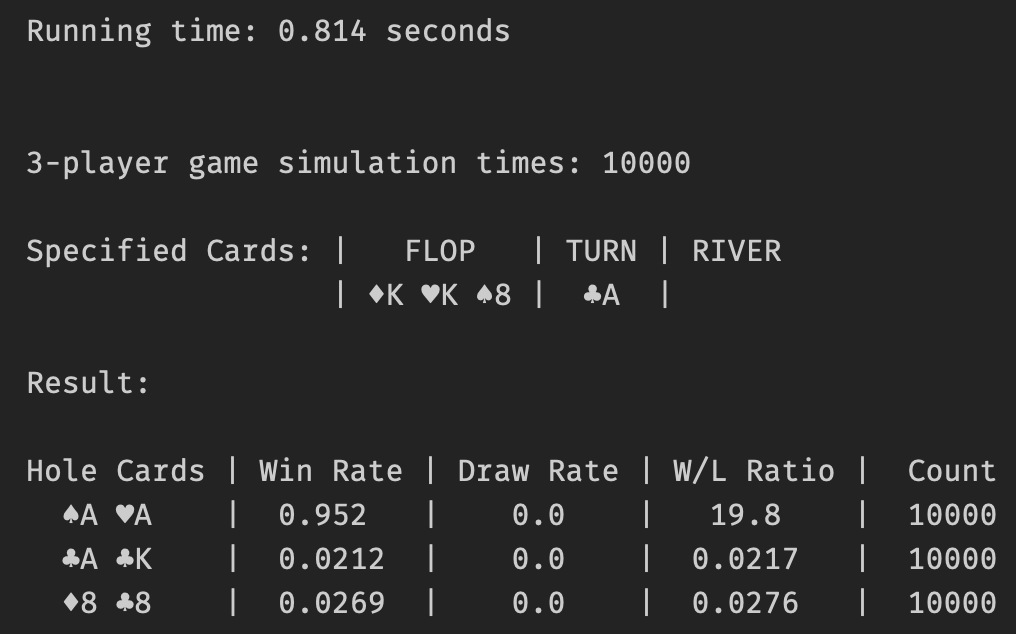 Running time: 0.814 seconds
3-player game simulation times: 10000
Specified Cards: |   FLOP   | TURN | RIVER
| ♦K ♥K ♠8 |  ♣A  |
Result:
Hole Cards | Win Rate | Draw Rate | W/L Ratio |  Count
♠A ♥A    |  0.952   |    0.0    |   19.8    |  10000
♣A ♣K    |  0.0212  |    0.0    |  0.0217   |  10000
♦8 ♣8    |  0.0269  |    0.0    |  0.0276   |  10000